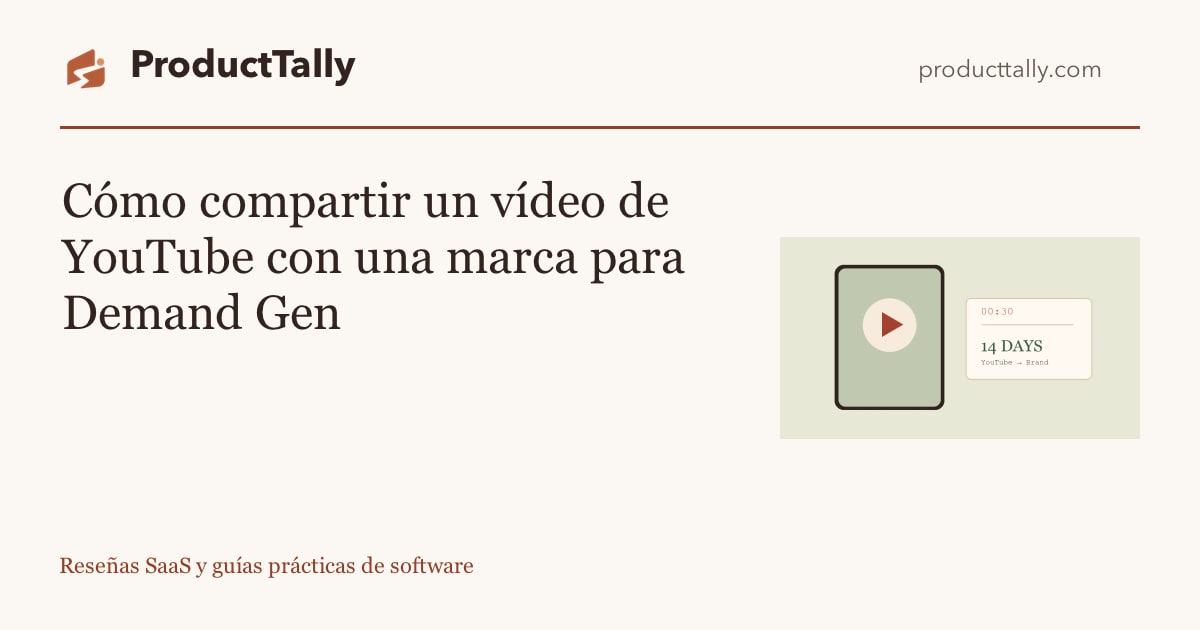 ProductTally
producttally.com
Cómo compartir un vídeo de
YouTube con una marca para
Demand Gen
00:30
14 DAYS
YouTube → Brand
Reseñas SaaS y guías prácticas de software